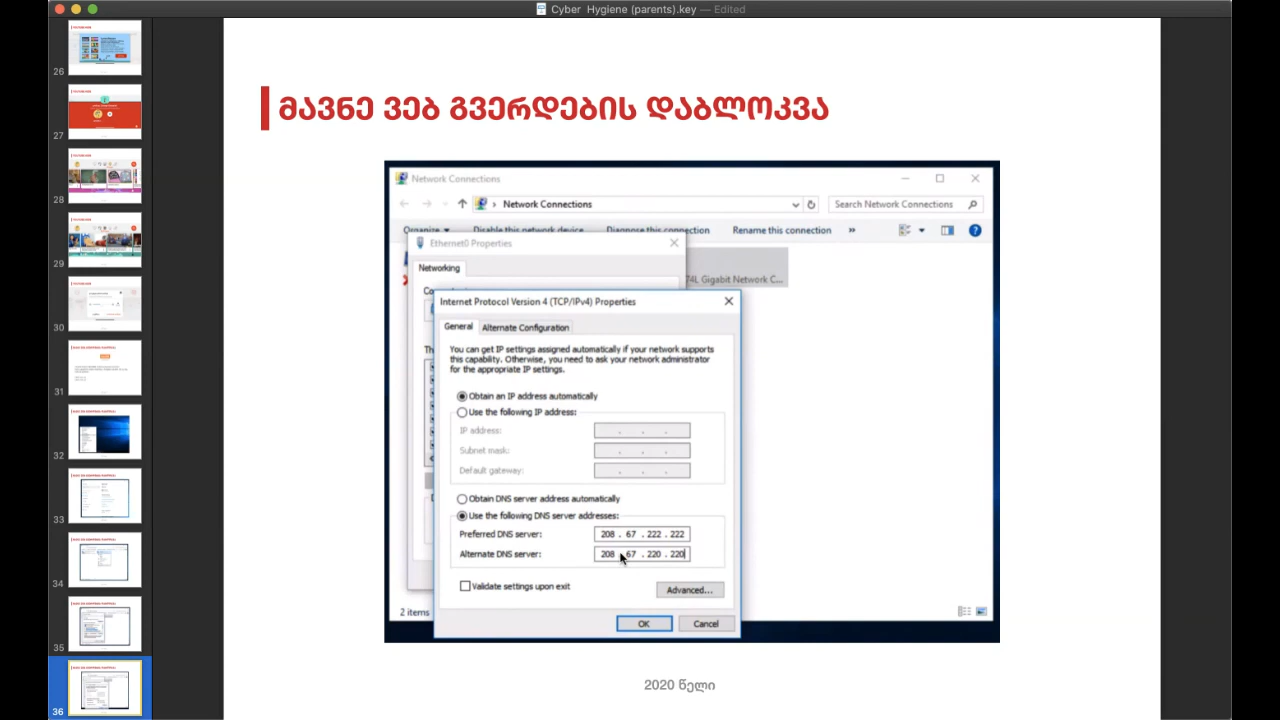 Cyber Hygiene (parents).key — Edited
მავნე ვებ გვერდების დაბლოკვა
Network Connections
Network Connections
Search Network Connections
Organize
Disable this network device
Diagnose this connection
Rename this connection
»
Ethernet0 Properties
Networking
74L Gigabit Network C...
Internet Protocol Version 4 (TCP/IPv4) Properties
General
Alternate Configuration
You can get IP settings assigned automatically if your network supports
this capability. Otherwise, you need to ask your network administrator
for the appropriate IP settings.
Obtain an IP address automatically
Use the following IP address:
IP address:
Subnet mask:
Default gateway:
Obtain DNS server address automatically
Use the following DNS server addresses:
Preferred DNS server: 208 . 67 . 222 . 222
Alternate DNS server: 208 . 67 . 220 . 220
Validate settings upon exit
Advanced...
2 items
OK
Cancel
2020 წელი
26
27
28
29
30
31
32
33
34
35
36